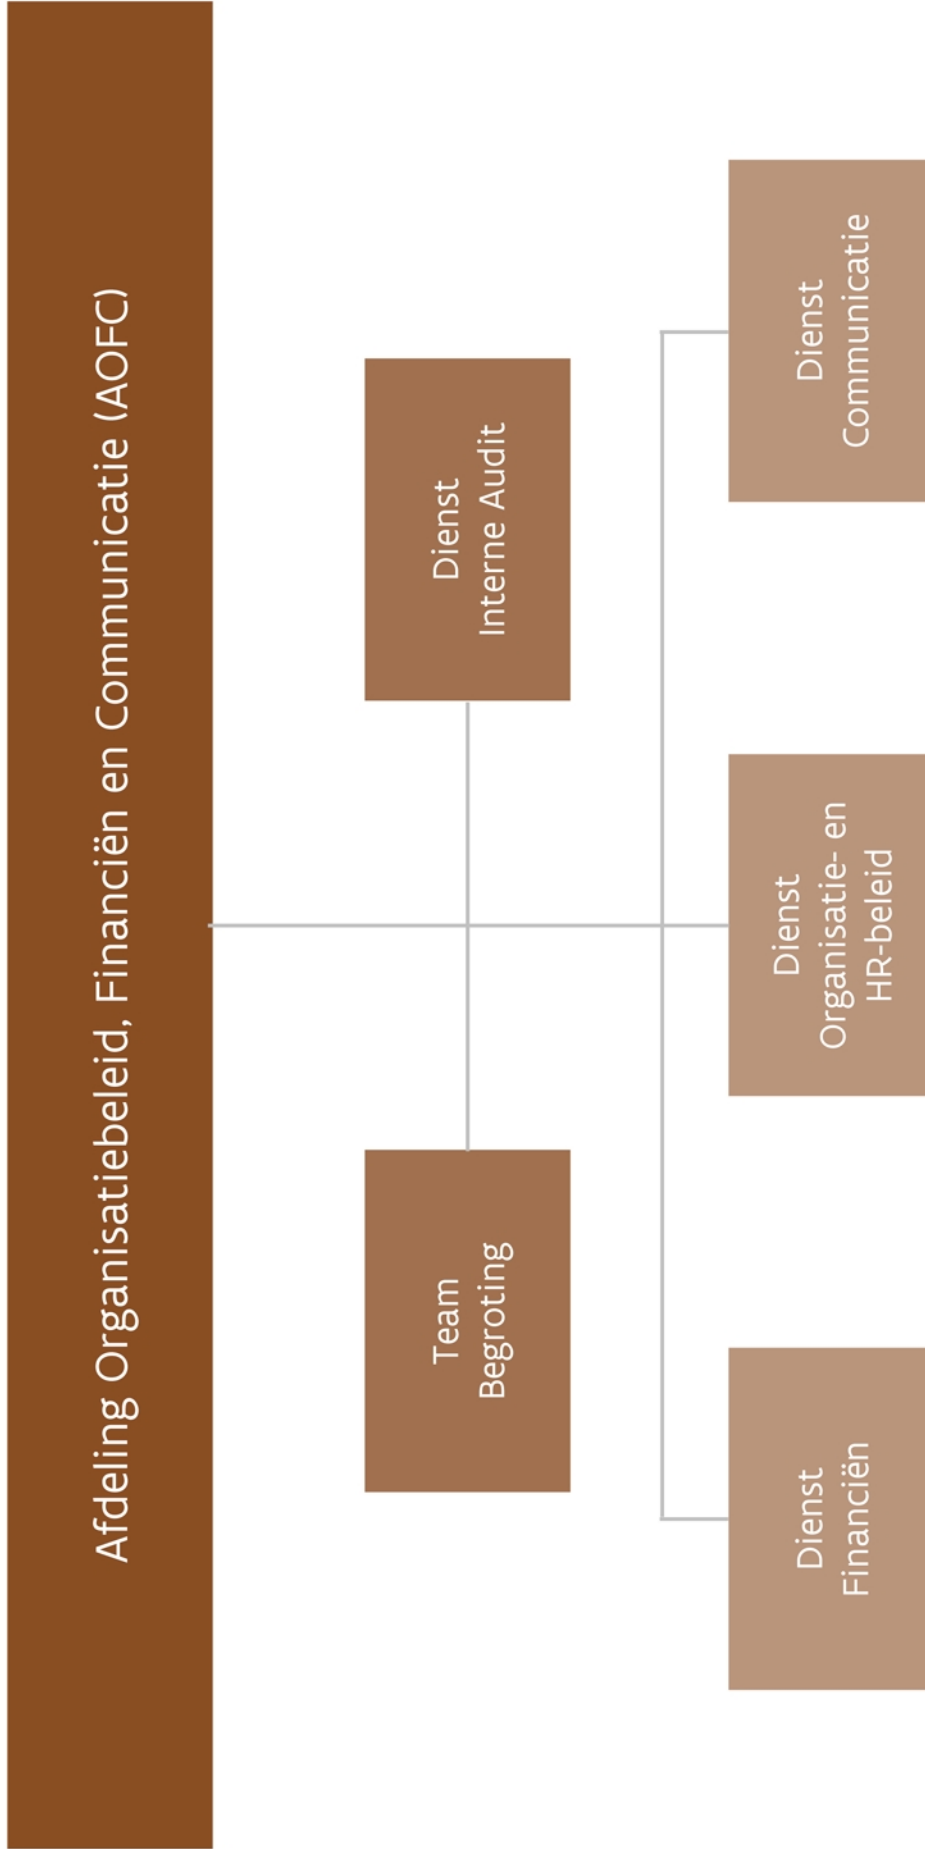 Afdeling Organisatiebeleid, Financiën en Communicatie (AOFC)
Team
Begroting
Dienst
Interne Audit
Dienst
Financiën
Dienst
Organisatie- en
HR-beleid
Dienst
Communicatie